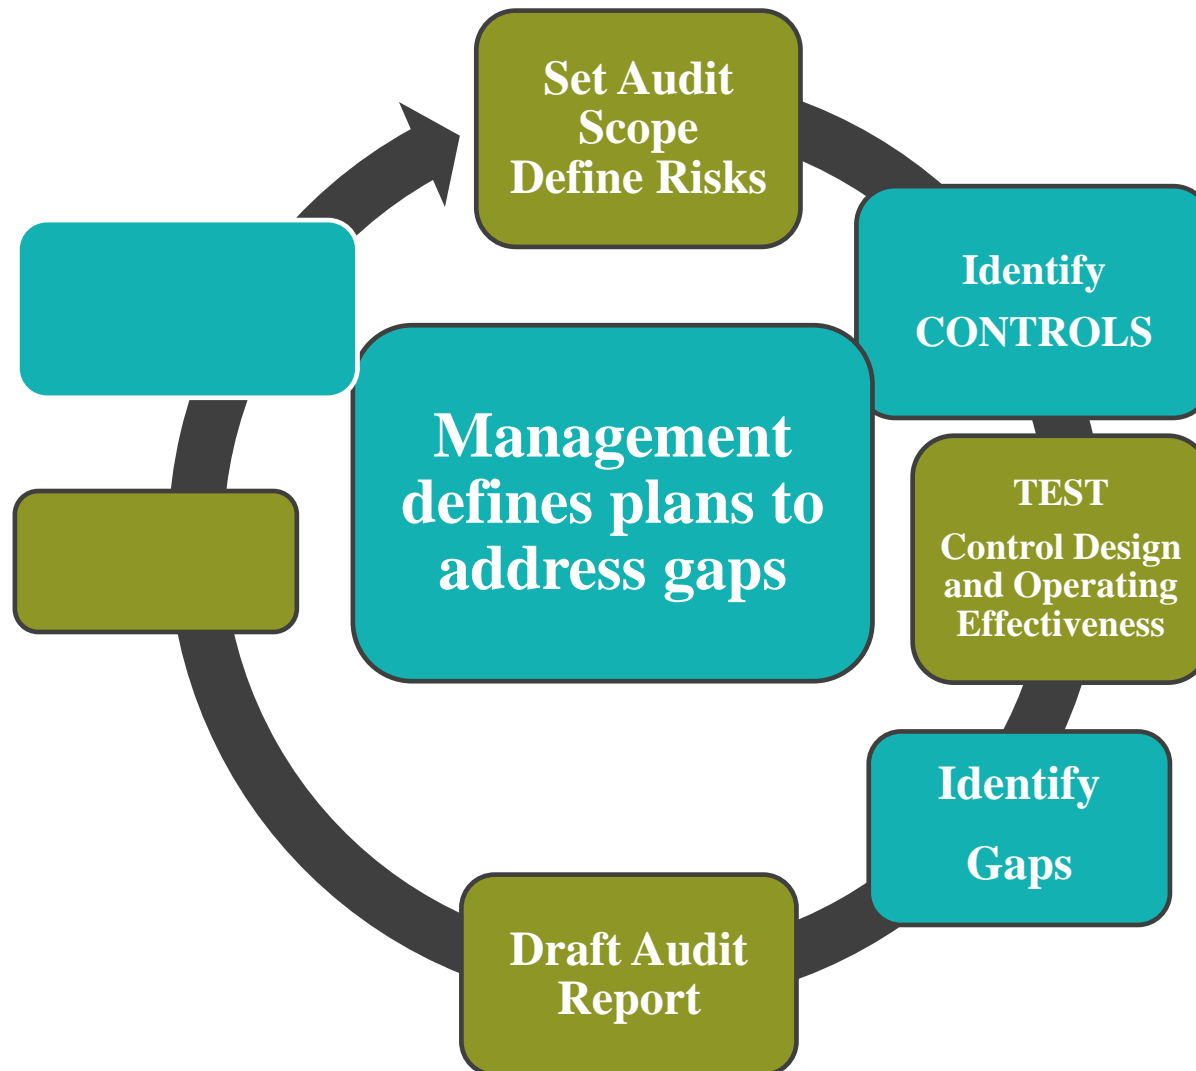 Set Audit
Scope
Define Risks
Identify
CONTROLS
Management
defines plans to
address gaps
TEST
Control Design
and Operating
Effectiveness
Identify
Gaps
Draft Audit
Report